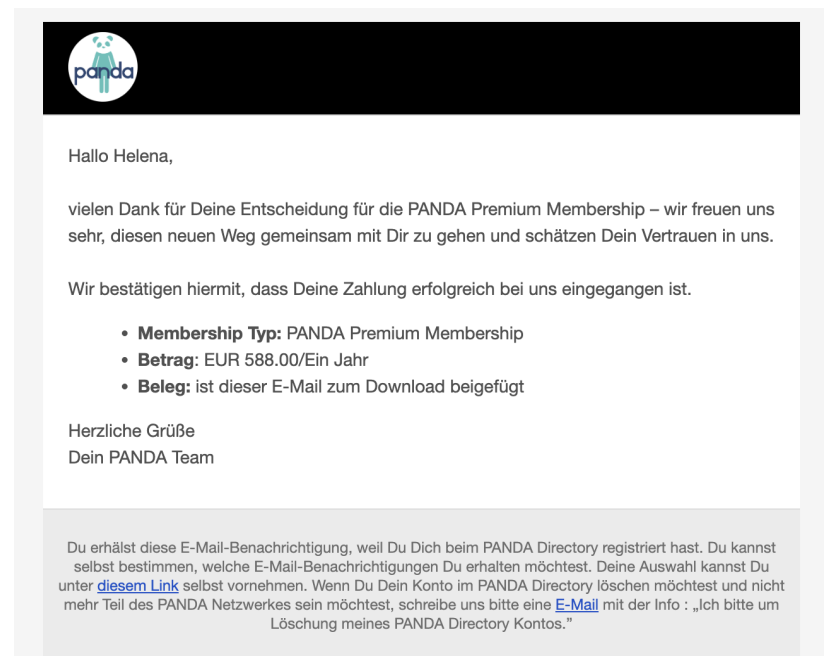 panda
Hallo Helena,
vielen Dank für Deine Entscheidung für die PANDA Premium Membership – wir freuen uns
sehr, diesen neuen Weg gemeinsam mit Dir zu gehen und schätzen Dein Vertrauen in uns.
Wir bestätigen hiermit, dass Deine Zahlung erfolgreich bei uns eingegangen ist.
• Membership Typ: PANDA Premium Membership
• Betrag: EUR 588.00/Ein Jahr
• Beleg: ist dieser E-Mail zum Download beigefügt
Herzliche Grüße
Dein PANDA Team
Du erhälst diese E-Mail-Benachrichtigung, weil Du Dich beim PANDA Directory registriert hast. Du kannst
selbst bestimmen, welche E-Mail-Benachrichtigungen Du erhalten möchtest. Deine Auswahl kannst Du
unter diesem Link selbst vornehmen. Wenn Du Dein Konto im PANDA Directory löschen möchtest und nicht
mehr Teil des PANDA Netzwerkes sein möchtest, schreibe uns bitte eine E-Mail mit der Info : „Ich bitte um
Löschung meines PANDA Directory Kontos.”